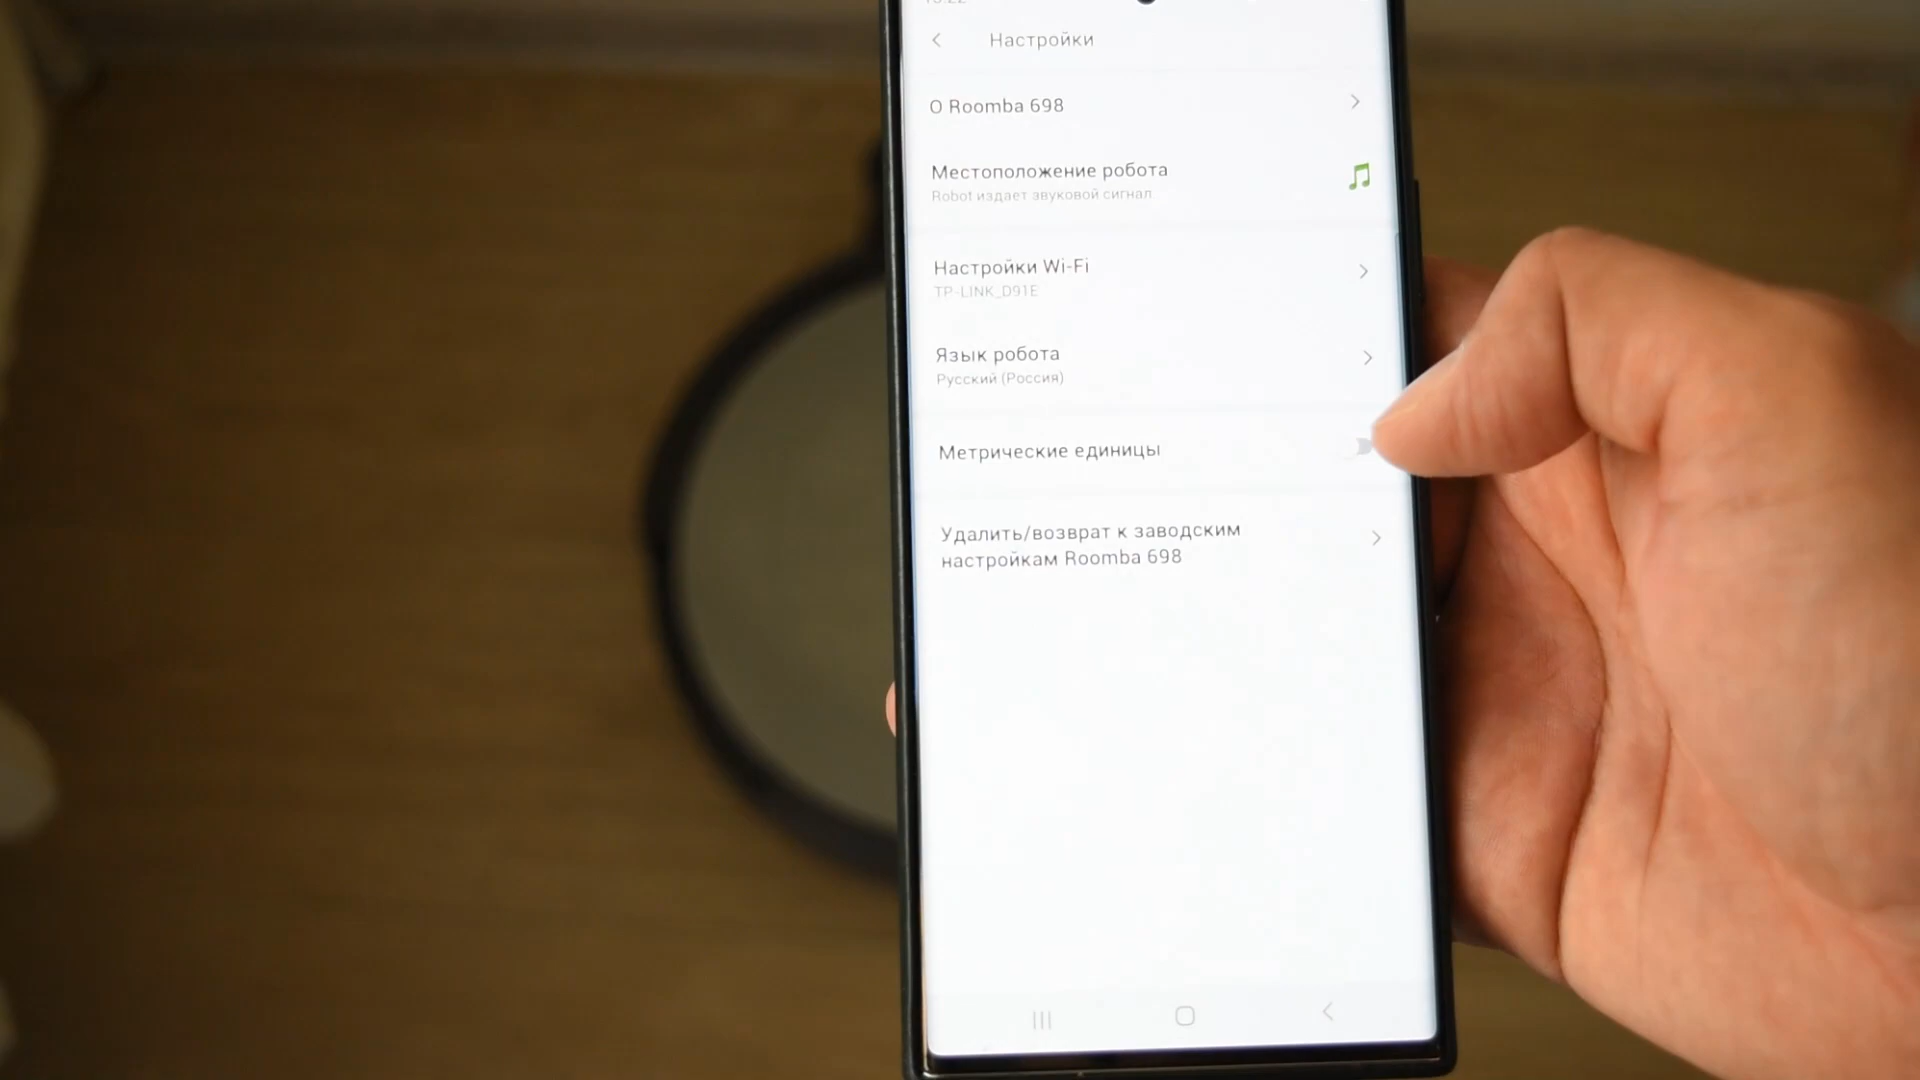 Настройки
О Roomba 698
Местоположение робота
Robot издает звуковой сигнал
Настройки Wi-Fi
TP-LINK_D91E
Язык робота
Русский (Россия)
Метрические единицы
Удалить/возврат к заводским
настройкам Roomba 698